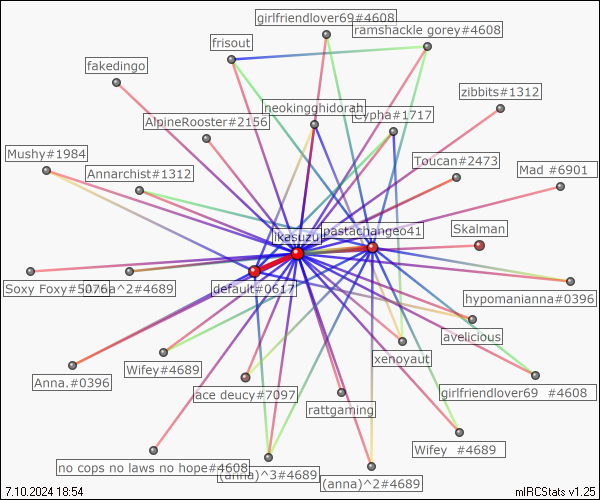 girlfriendlover69#4608
ramshackle gorey#4608
frisout
fakedingo
zibbits#1312
neokingghidorah
Cypha#1717
AlpineRooster#2156
Mushy#1984
Toucan#2473
Annarchist#1312
Mad #6901
Skalman
pastachangeo41
ikesuzu
Soxy Foxy#5076
a^2#4689
default#0617
hypomanianna#0396
avelicious
xenoyaut
Wifey#4689
Anna.#0396
ace deucy#7097
girlfriendlover69 #4608
rattgaming
Wifey #4689
no cops no laws no hope#4608
(anna)^3#4689
(anna)^2#4689
7.10.2024 18:54
mIRCStats v1.25